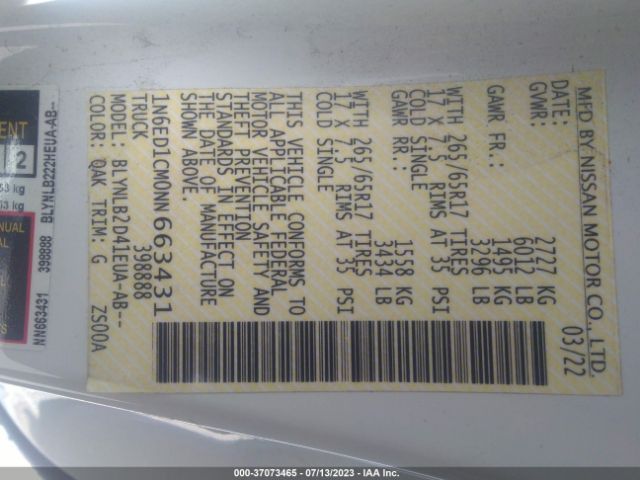 MFD BY NISSAN MOTOR CO., LTD.
DATE: 03/22
GVWR: 2727 KG
6012 LB
GAWR FR.: 1495 KG
3296 LB
WITH 265/65R17 TIRES
17 X 7.5 RIMS AT 35 PSI
COLD SINGLE
GAWR RR.: 1558 KG
3434 LB
WITH 265/65R17 TIRES
17 X 7.5 RIMS AT 35 PSI
COLD SINGLE
THIS VEHICLE CONFORMS TO
ALL APPLICABLE FEDERAL
MOTOR VEHICLE SAFETY AND
THEFT PREVENTION
STANDARDS IN EFFECT ON
THE DATE OF MANUFACTURE
SHOWN ABOVE.
1N6ED1CM0NN663431
TRUCK 398888
MODEL: BLYNLB2D41EUA-AB--
COLOR: QAK TRIM: G ZS00A
BLYNLB222HEUA-AB--
NN663431 398888
000-37073465 - 07/13/2023 - IAA Inc.